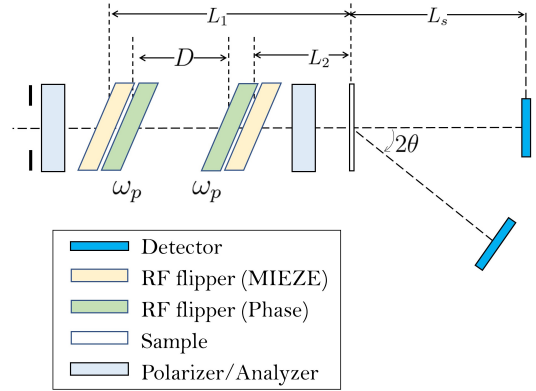 L₁
Lₛ
D
L₂
2θ
ωₚ
ωₚ
Detector
RF flipper (MIEZE)
RF flipper (Phase)
Sample
Polarizer/Analyzer